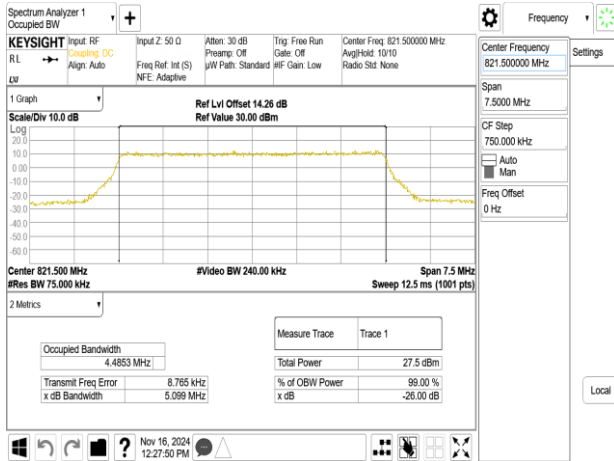 Spectrum Analyzer 1
Occupied BW
Frequency
KEYSIGHT
RL
Input: RF
Coupling: DC
Align: Auto
Input Z: 50 Ω
Freq Ref: Int (S)
NFE: Adaptive
Atten: 30 dB
Preamp: Off
µW Path: Standard
Trig: Free Run
Gate: Off
#IF Gain: Low
Center Freq: 821.500000 MHz
Avg|Hold: 10/10
Radio Std: None
Center Frequency
821.500000 MHz
Settings
Span
7.5000 MHz
CF Step
750.000 kHz
Auto
Man
Freq Offset
0 Hz
Local
1 Graph
Scale/Div 10.0 dB
Ref Lvl Offset 14.26 dB
Ref Value 30.00 dBm
Log
20.0
10.0
0.00
-10.0
-20.0
-30.0
-40.0
-50.0
-60.0
Center 821.500 MHz
#Res BW 75.000 kHz
#Video BW 240.00 kHz
Span 7.5 MHz
Sweep 12.5 ms (1001 pts)
2 Metrics
Occupied Bandwidth
4.4853 MHz
Transmit Freq Error 8.765 kHz
x dB Bandwidth 5.099 MHz
Measure Trace Trace 1
Total Power 27.5 dBm
% of OBW Power 99.00 %
x dB -26.00 dB
?
Nov 16, 2024
12:27:50 PM